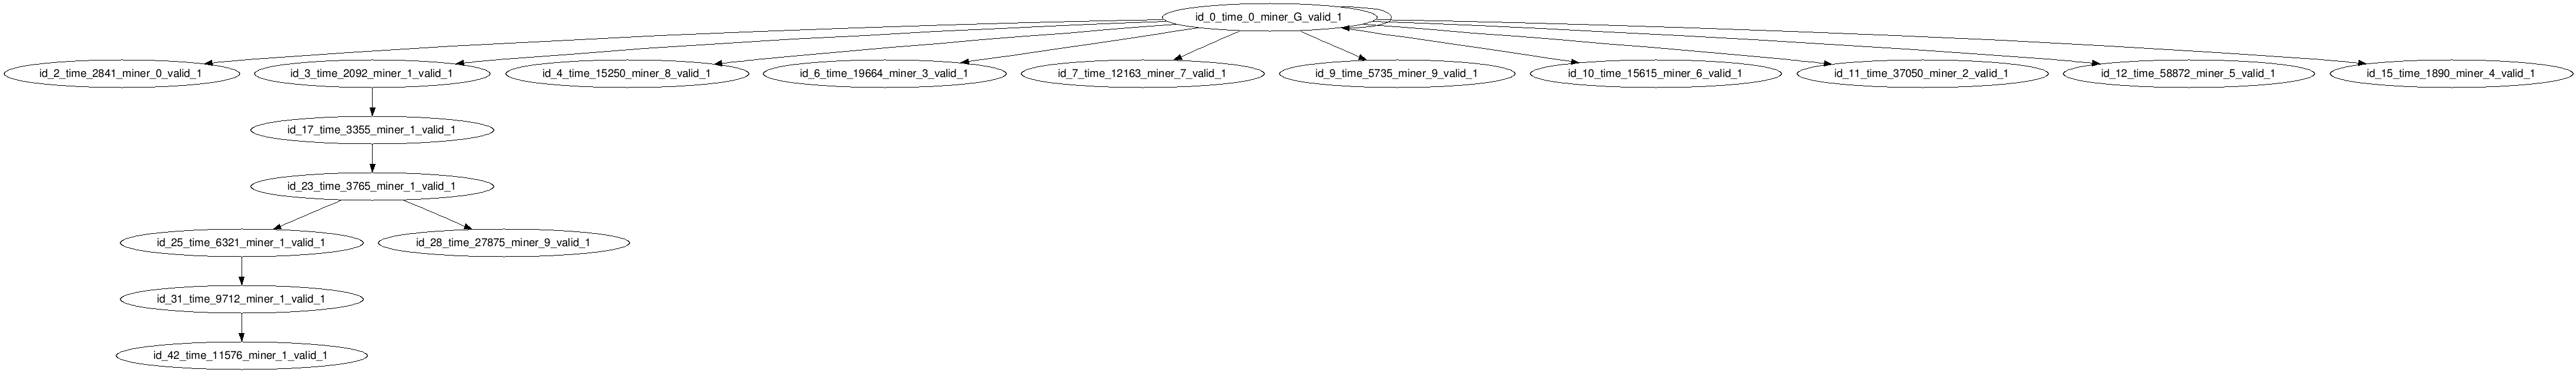 id_0_time_0_miner_G_valid_1
id_2_time_2841_miner_0_valid_1
id_3_time_2092_miner_1_valid_1
id_4_time_15250_miner_8_valid_1
id_6_time_19664_miner_3_valid_1
id_7_time_12163_miner_7_valid_1
id_9_time_5735_miner_9_valid_1
id_10_time_15615_miner_6_valid_1
id_11_time_37050_miner_2_valid_1
id_12_time_58872_miner_5_valid_1
id_15_time_1890_miner_4_valid_1
id_17_time_3355_miner_1_valid_1
id_23_time_3765_miner_1_valid_1
id_25_time_6321_miner_1_valid_1
id_28_time_27875_miner_9_valid_1
id_31_time_9712_miner_1_valid_1
id_42_time_11576_miner_1_valid_1